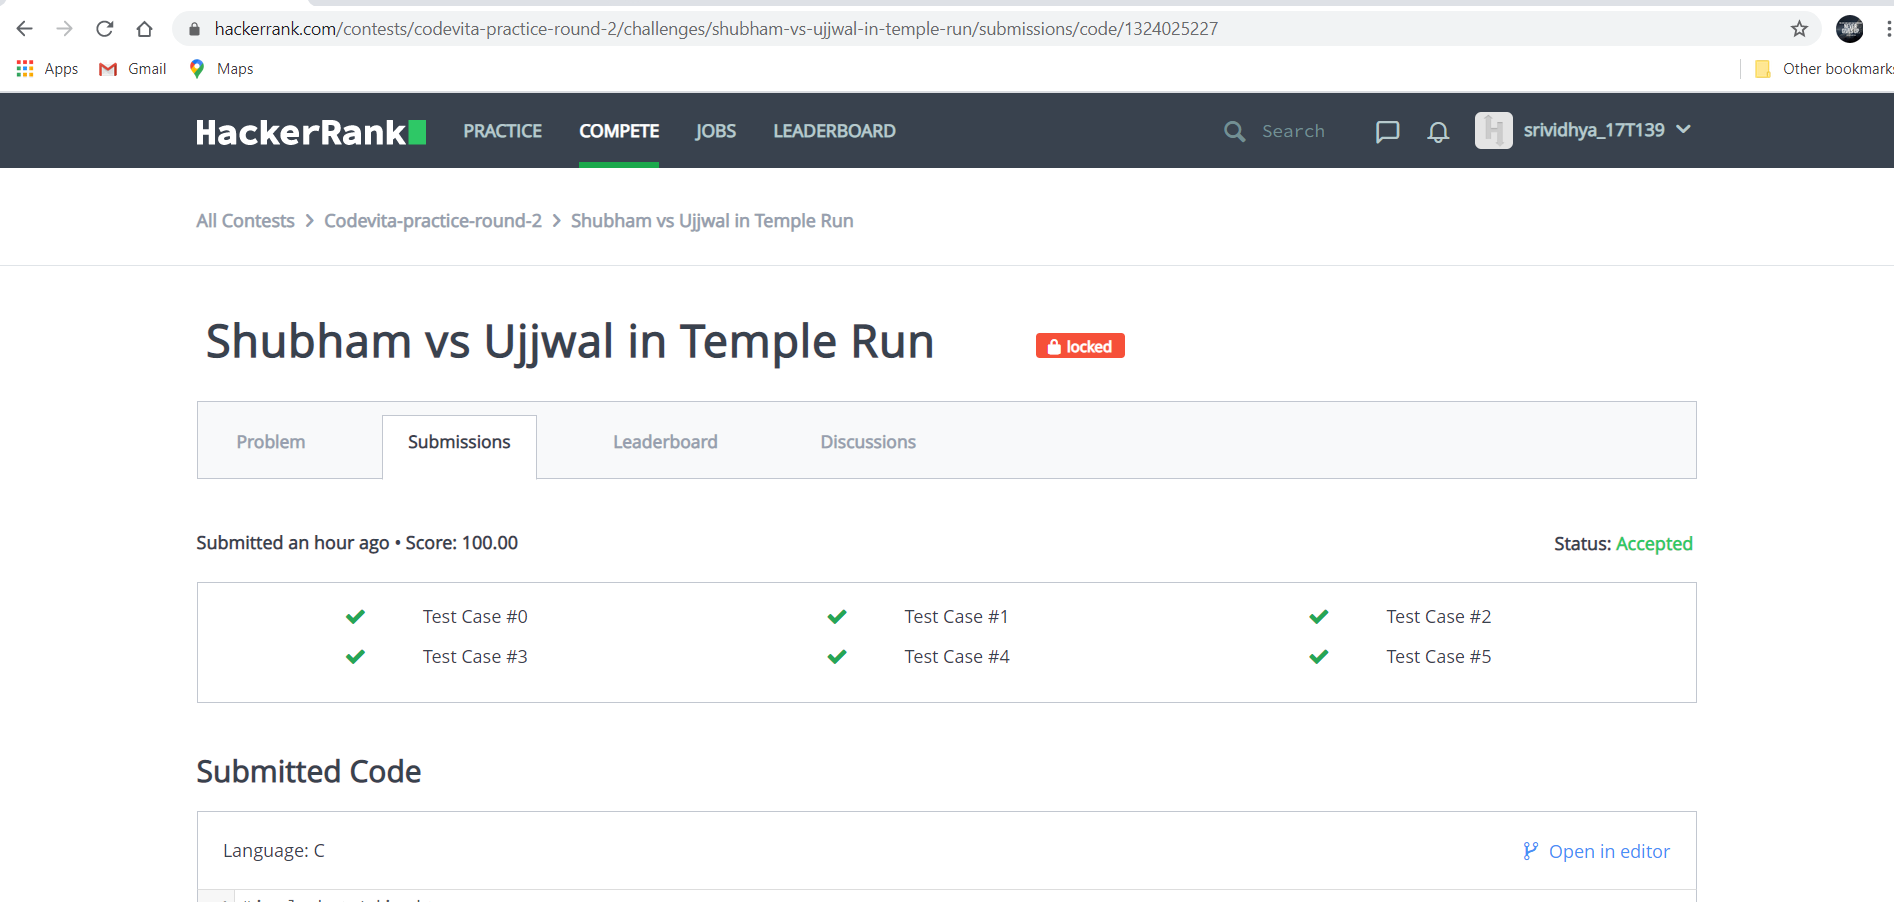 hackerrank.com/contests/codevita-practice-round-2/challenges/shubham-vs-ujjwal-in-temple-run/submissions/code/1324025227
Apps Gmail Maps Other bookmarks
HackerRank PRACTICE COMPETE JOBS LEADERBOARD Search srividhya_17T139
All Contests > Codevita-practice-round-2 > Shubham vs Ujjwal in Temple Run
Shubham vs Ujjwal in Temple Run locked
Problem Submissions Leaderboard Discussions
Submitted an hour ago • Score: 100.00 Status: Accepted
Test Case #0 Test Case #1 Test Case #2
Test Case #3 Test Case #4 Test Case #5
Submitted Code
Language: C Open in editor